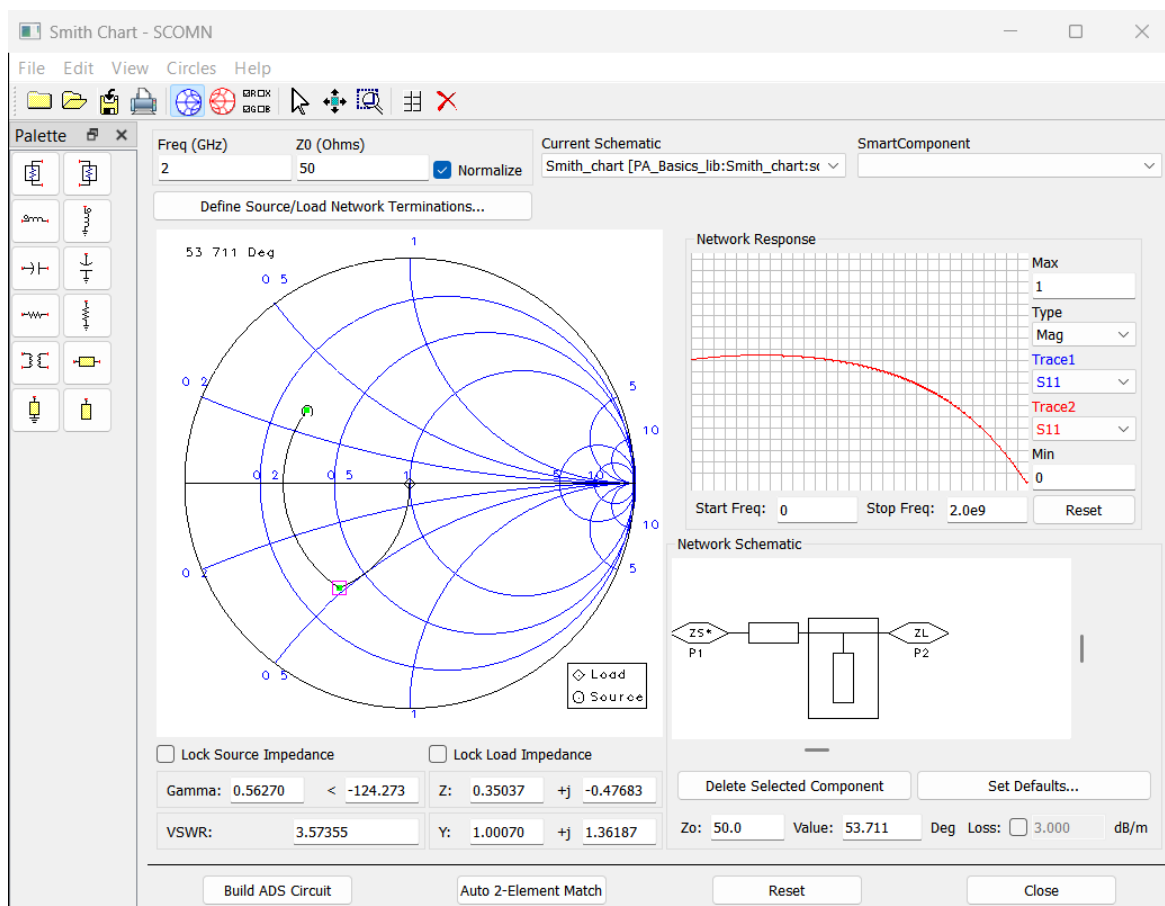 Smith Chart - SCOMN
File Edit View Circles Help
Palette
Freq (GHz)
2
Z0 (Ohms)
50
Normalize
Current Schematic
Smith_chart [PA_Basics_lib:Smith_chart:sc
SmartComponent
Define Source/Load Network Terminations...
53 711 Deg
1
0 5
0 2
5
10
0 2
0 5
1
5
10
10
0 2
5
0 5
1
Load
Source
Network Response
Max
1
Type
Mag
Trace1
S11
Trace2
S11
Min
0
Start Freq: 0 Stop Freq: 2.0e9 Reset
Network Schematic
ZS*
P1
ZL
P2
Lock Source Impedance
Lock Load Impedance
Gamma: 0.56270 < -124.273 Z: 0.35037 +j -0.47683
VSWR: 3.57355 Y: 1.00070 +j 1.36187
Delete Selected Component Set Defaults...
Zo: 50.0 Value: 53.711 Deg Loss: 3.000 dB/m
Build ADS Circuit Auto 2-Element Match Reset Close